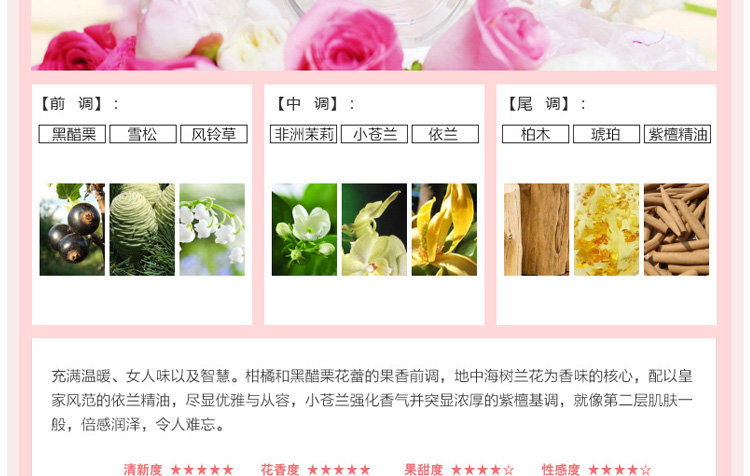 【前 调】：
黑醋栗 雪松 风铃草
【中 调】：
非洲茉莉 小苍兰 依兰
【尾 调】：
柏木 琥珀 紫檀精油
充满温暖、女人味以及智慧。柑橘和黑醋栗花蕾的果香前调，地中海树兰花为香味的核心，配以皇
家风范的依兰精油，尽显优雅与从容，小苍兰强化香气并突显浓厚的紫檀基调，就像第二层肌肤一
般，倍感润泽，令人难忘。
清新度 ★★★★★ 花香度 ★★★★★ 果甜度 ★★★★☆ 性感度 ★★★★☆